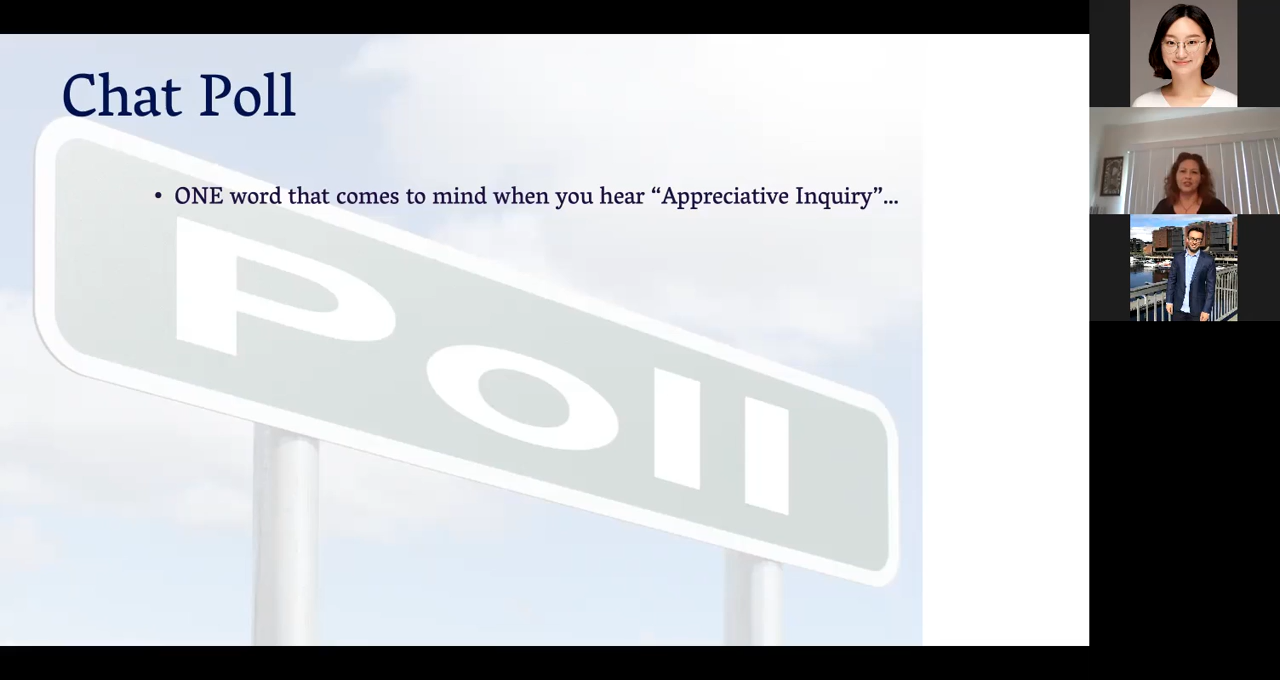 Chat Poll
• ONE word that comes to mind when you hear “Appreciative Inquiry”...
Poll